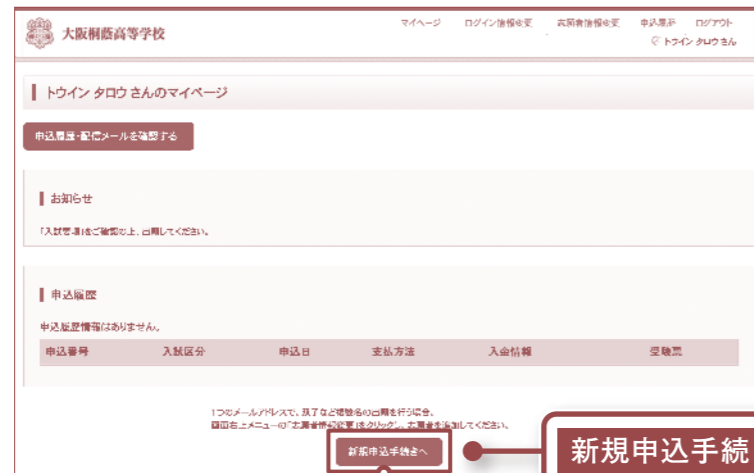 大阪桐蔭高等学校
マイページ ログイン情報変更 志願者情報変更 申込履歴 ログアウト
トウイン タロウ さん
トウイン タロウ さんのマイページ
申込履歴・配信メールを確認する
お知らせ
「入試要項」をご確認の上、出願してください。
申込履歴
申込履歴情報はありません。
申込番号 入試区分 申込日 支払方法 入金情報 受験票
1つのメールアドレスで、双子など複数名の出願を行う場合、
画面右上メニューの「志願者情報変更」をクリックし、志願者を追加してください。
新規申込手続きへ
新規申込手続